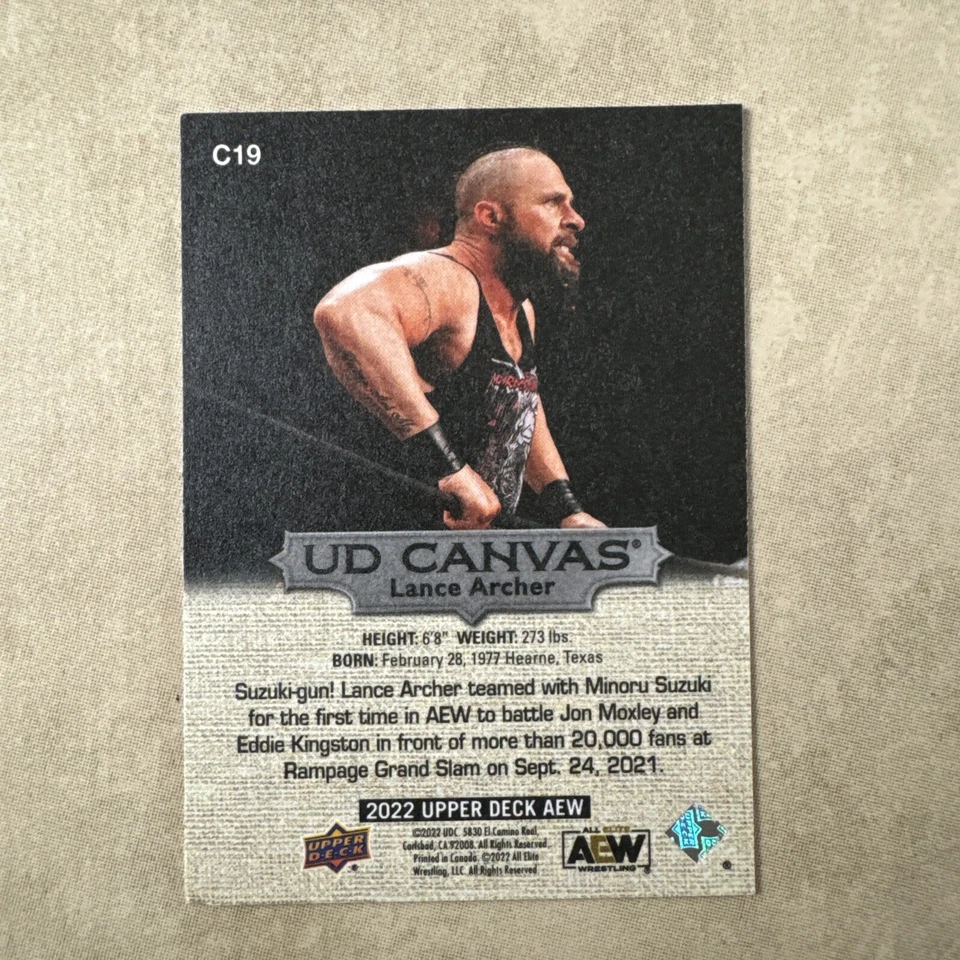 C19
UD CANVAS®
Lance Archer
HEIGHT: 6'8" WEIGHT: 273 lbs.
BORN: February 28, 1977 Hearne, Texas
Suzuki-gun! Lance Archer teamed with Minoru Suzuki
for the first time in AEW to battle Jon Moxley and
Eddie Kingston in front of more than 20,000 fans at
Rampage Grand Slam on Sept. 24, 2021.
2022 UPPER DECK AEW
UPPER
DECK
©2022 UDC 5830 El Camino Real,
Carlsbad, CA 92008. All Rights Reserved.
Printed in Canada. ©2022 All Elite
Wrestling, LLC. All Rights Reserved.
ALL ELITE
AEW
WRESTLING